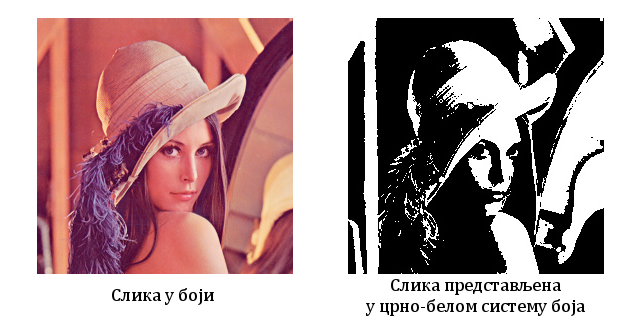 Слика у боји
Слика представљена
у црно-белом систему боја